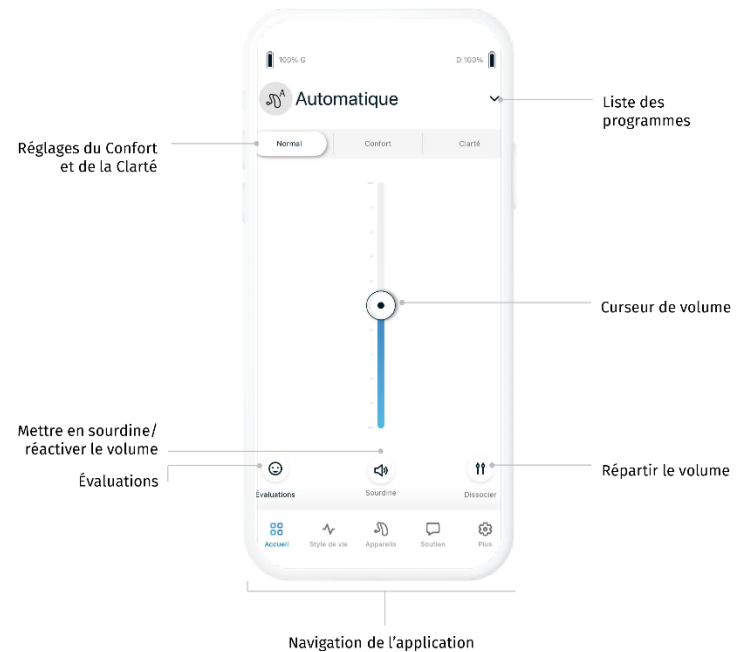 100% G
D 100%
A
Automatique
Liste des
programmes
Réglages du Confort
et de la Clarté
Normal
Confort
Clarté
Curseur de volume
Mettre en sourdine/
réactiver le volume
Évaluations
Répartir le volume
Évaluations
Sourdine
Dissocier
Accueil
Style de vie
Appareils
Soutien
Plus
Navigation de l'application